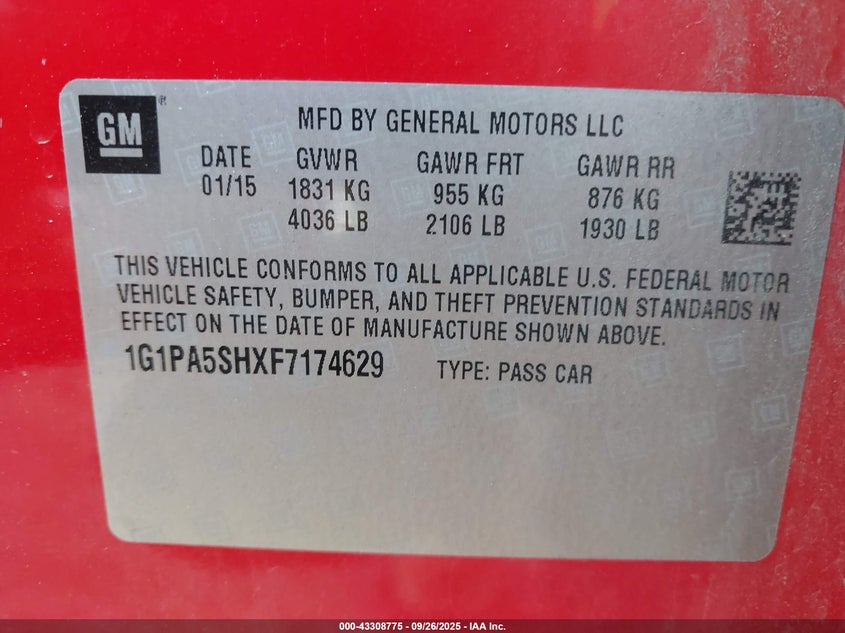 GM
MFD BY GENERAL MOTORS LLC
DATE GVWR GAWR FRT GAWR RR
01/15 1831 KG 955 KG 876 KG
4036 LB 2106 LB 1930 LB
THIS VEHICLE CONFORMS TO ALL APPLICABLE U.S. FEDERAL MOTOR
VEHICLE SAFETY, BUMPER, AND THEFT PREVENTION STANDARDS IN
EFFECT ON THE DATE OF MANUFACTURE SHOWN ABOVE.
1G1PA5SHXF7174629 TYPE: PASS CAR
000-43308775 - 09/26/2025 - IAA Inc.